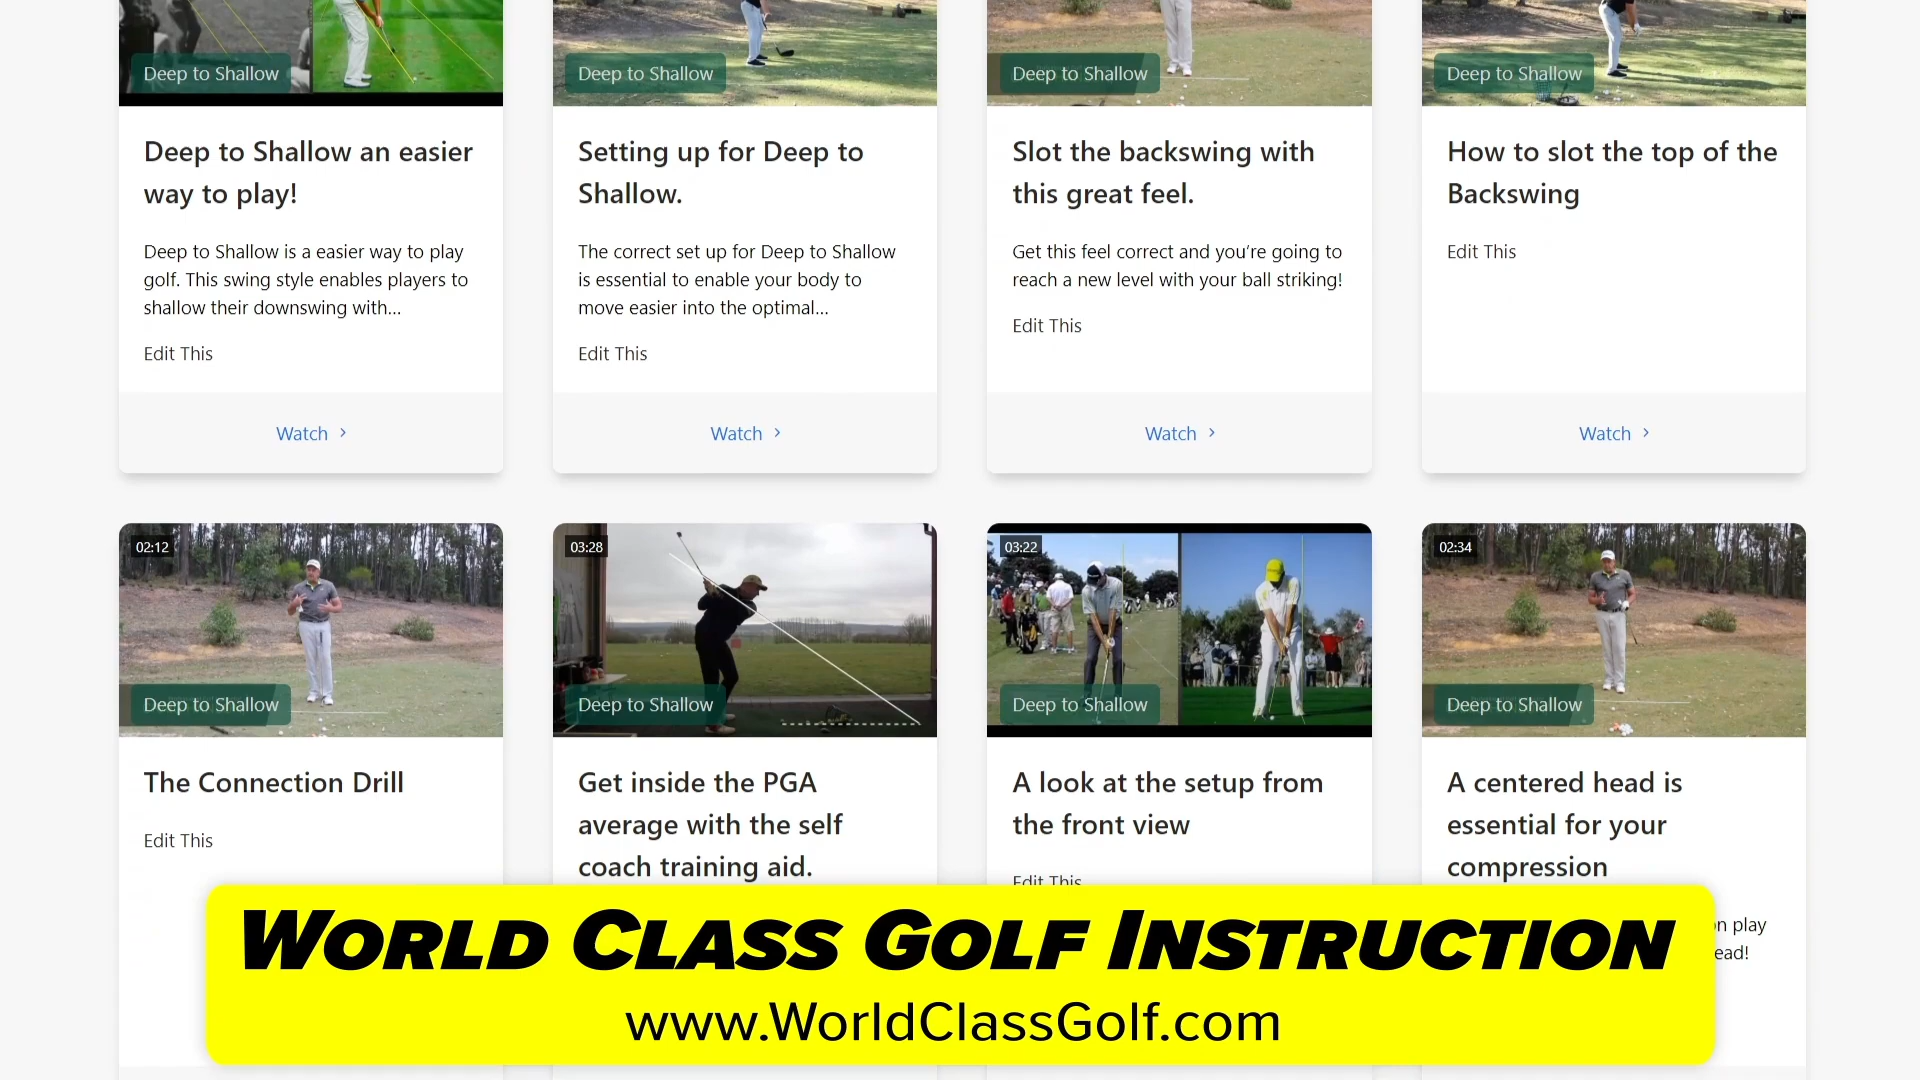 Deep to Shallow
Deep to Shallow an easier
way to play!
Deep to Shallow is a easier way to play
golf. This swing style enables players to
shallow their downswing with...
Edit This
Watch
Deep to Shallow
Setting up for Deep to
Shallow.
The correct set up for Deep to Shallow
is essential to enable your body to
move easier into the optimal...
Edit This
Watch
Deep to Shallow
Slot the backswing with
this great feel.
Get this feel correct and you’re going to
reach a new level with your ball striking!
Edit This
Watch
Deep to Shallow
How to slot the top of the
Backswing
Edit This
Watch
02:12
Deep to Shallow
The Connection Drill
Edit This
03:28
Deep to Shallow
Get inside the PGA
average with the self
coach training aid.
03:22
Deep to Shallow
A look at the setup from
the front view
Edit This
02:34
Deep to Shallow
A centered head is
essential for your
compression
play
World Class Golf Instruction
www.WorldClassGolf.com